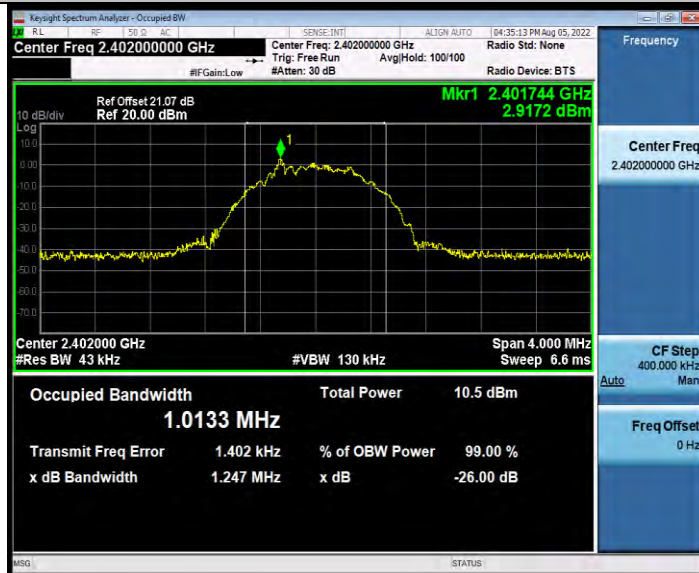 Keysight Spectrum Analyzer - Occupied BW
RL RF 50 Ω AC SENSE:INT ALIGN AUTO 04:35:13 PM Aug 05, 2022
Center Freq 2.402000000 GHz
Center Freq: 2.402000000 GHz
Radio Std: None
Trig: Free Run Avg|Hold: 100/100
#IFGain:Low
#Atten: 30 dB
Radio Device: BTS
Frequency
Ref Offset 21.07 dB
Mkr1 2.401744 GHz
10 dB/div Ref 20.00 dBm
2.9172 dBm
Log
10.0
0.00
-10.0
-20.0
-30.0
-40.0
-50.0
-60.0
-70.0
1
Center 2.402000 GHz
Span 4.000 MHz
#Res BW 43 kHz
#VBW 130 kHz
Sweep 6.6 ms
Occupied Bandwidth
Total Power 10.5 dBm
1.0133 MHz
Transmit Freq Error 1.402 kHz
% of OBW Power 99.00 %
x dB Bandwidth 1.247 MHz
x dB -26.00 dB
Center Freq
2.402000000 GHz
CF Step
400.000 kHz
Auto Man
Freq Offset
0 Hz
MSG STATUS